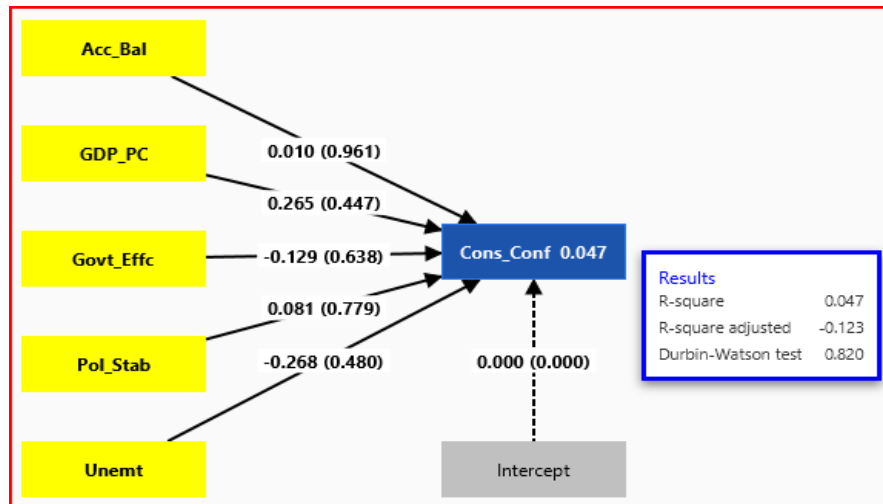 Acc_Bal
0.010 (0.961)
GDP_PC
0.265 (0.447)
Govt_Effc
-0.129 (0.638)
Cons_Conf 0.047
Pol_Stab
0.081 (0.779)
-0.268 (0.480)
0.000 (0.000)
Unemt
Intercept
Results
R-square 0.047
R-square adjusted -0.123
Durbin-Watson test 0.820